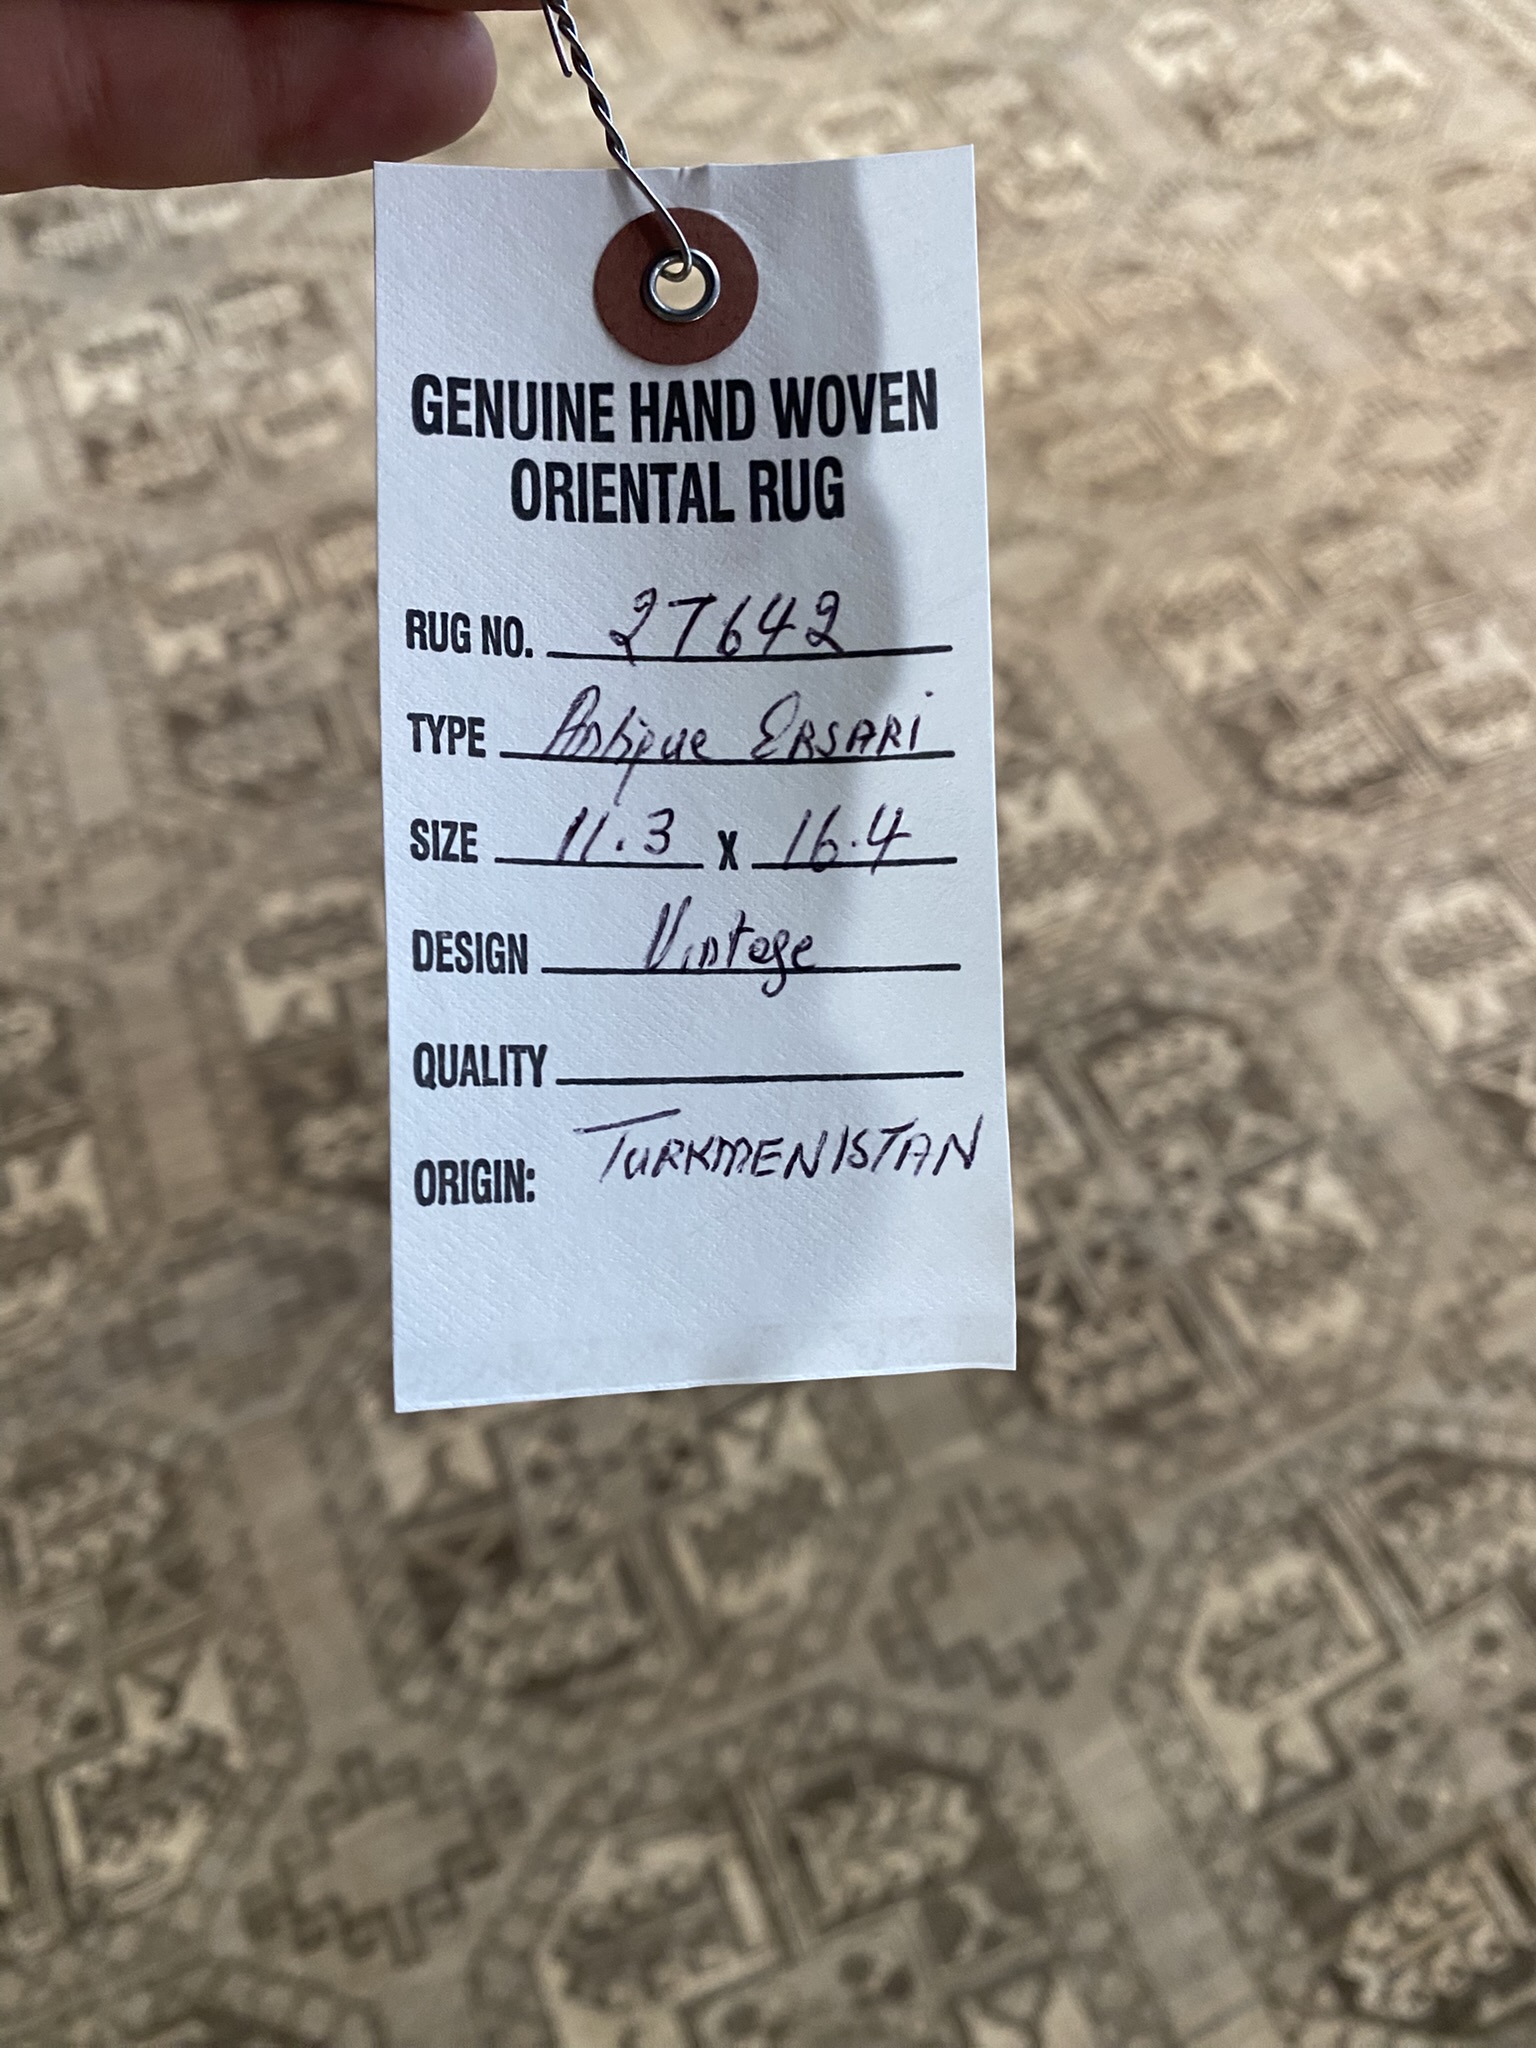 GENUINE HAND WOVEN
ORIENTAL RUG
RUG NO. 27642
TYPE Antique ERSARI
SIZE 11.3 X 16.4
DESIGN Vintage
QUALITY
ORIGIN: TURKMENISTAN